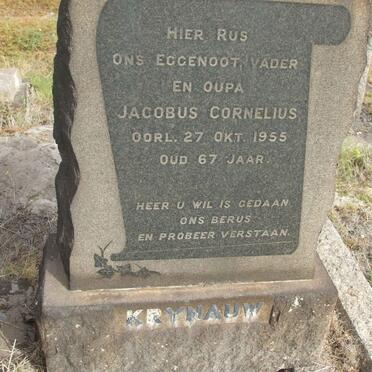 HIER RUS
ONS EGGENOOT, VADER
EN OUPA
JACOBUS CORNELIUS
OORL. 27 OKT. 1955
OUD 67 JAAR.
HEER U WIL IS GEDAAN
ONS BERUS
EN PROBEER VERSTAAN.
KRYNAUW